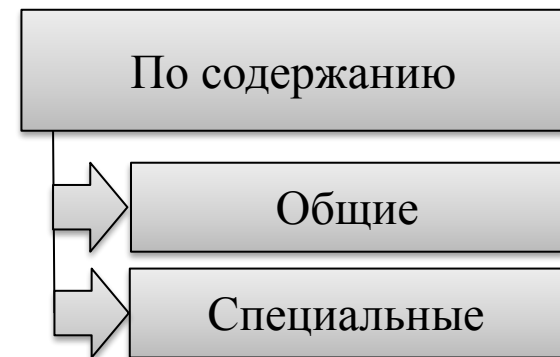 По содержанию
Общие
Специальные